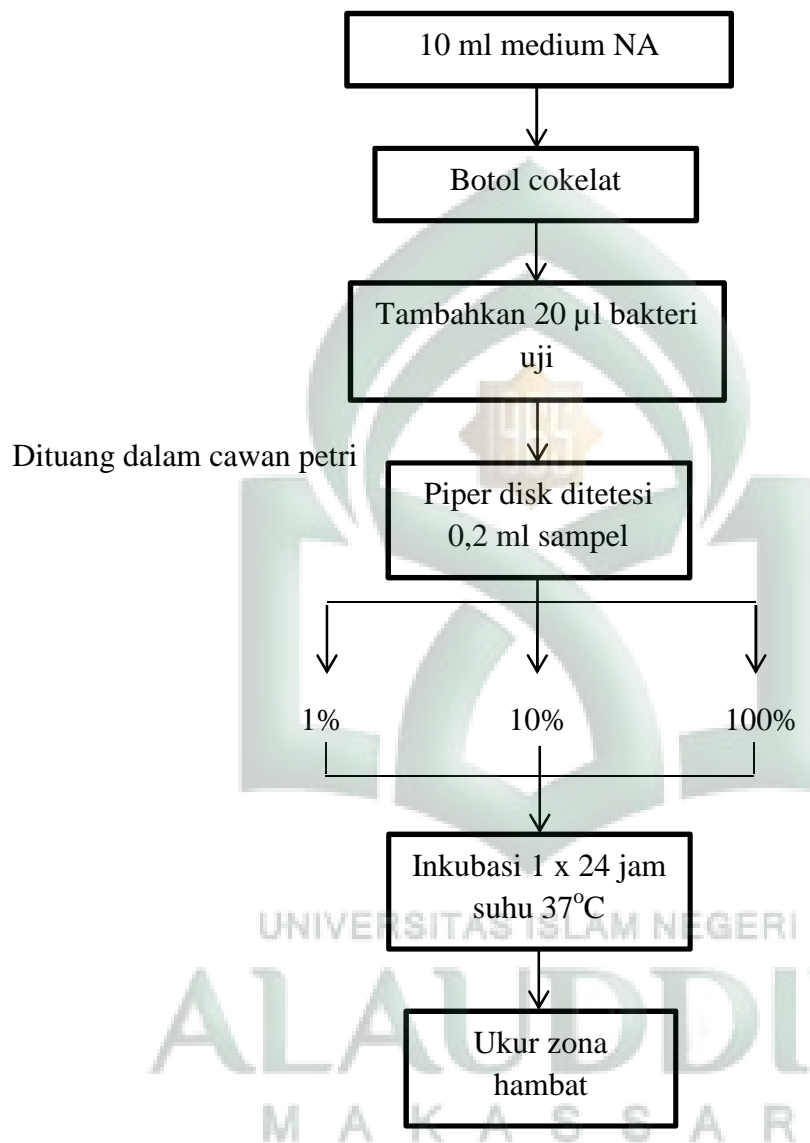 10 ml medium NA
Botol cokelat
Tambahkan 20 µl bakteri
uji
Dituang dalam cawan petri
Piper disk ditetesi
0,2 ml sampel
1% 10% 100%
Inkubasi 1 x 24 jam
suhu 37°C
UNIVERSITAS ISLAM NEGERI
ALAUDDI
Ukur zona
hambat
MAKASSAR
1965